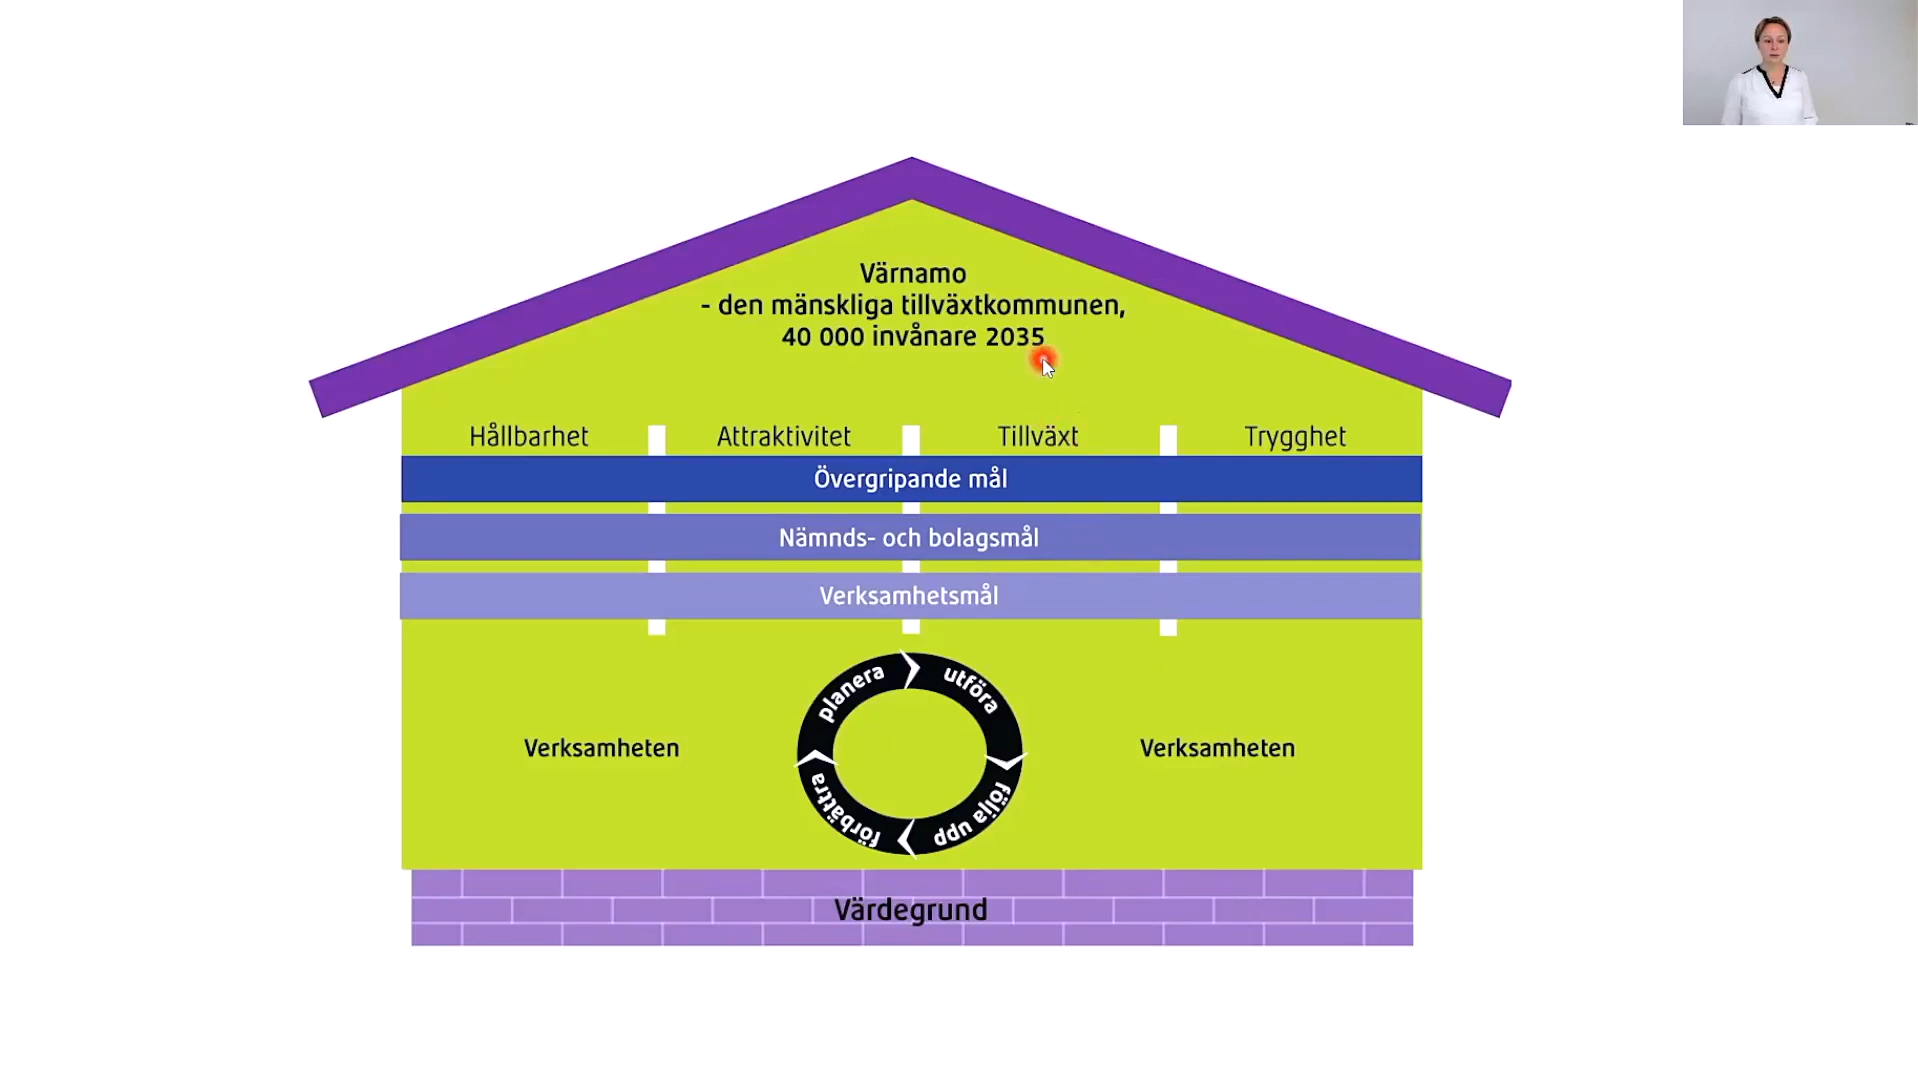 Värnamo
- den mänskliga tillväxtkommunen,
40 000 invånare 2035
Hållbarhet
Attraktivitet
Tillväxt
Trygghet
Övergripande mål
Nämnds- och bolagsmål
Verksamhetsmål
planera
utföra
följa upp
förbättra
Verksamheten
Verksamheten
Värdegrund